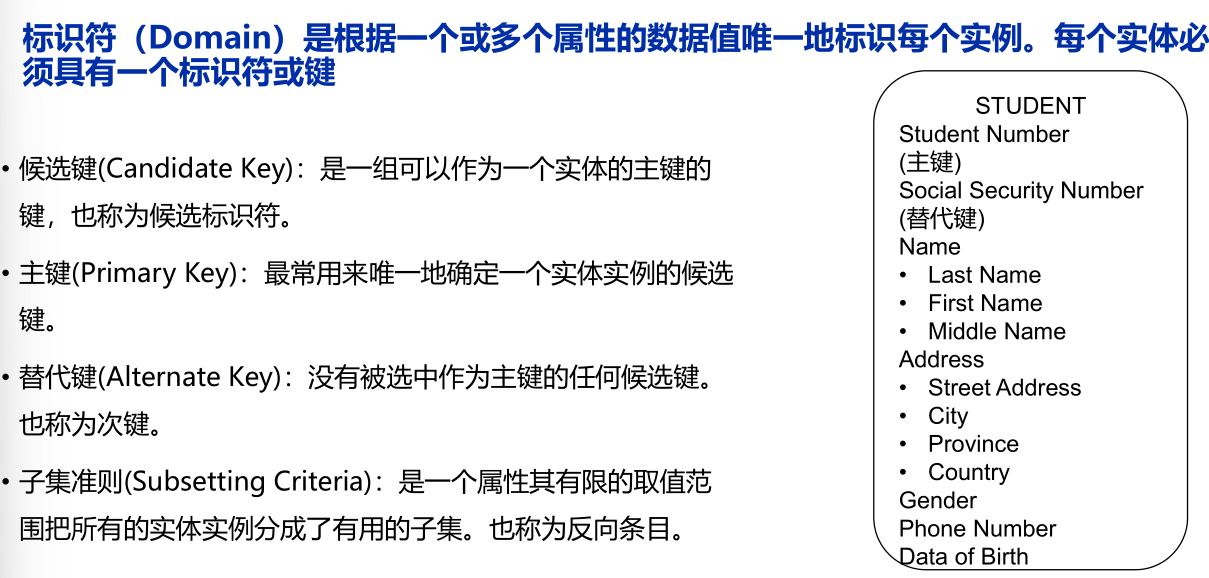 标识符（Domain）是根据一个或多个属性的数据值唯一地标识每个实例。每个实体必
须具有一个标识符或键
• 候选键(Candidate Key)：是一组可以作为一个实体的主键的
键，也称为候选标识符。
• 主键(Primary Key)：最常用来唯一地确定一个实体实例的候选
键。
• 替代键(Alternate Key)：没有被选中作为主键的任何候选键。
也称为次键。
• 子集准则(Subsetting Criteria)：是一个属性其有限的取值范
围把所有的实体实例分成了有用的子集。也称为反向条目。
STUDENT
Student Number
(主键)
Social Security Number
(替代键)
Name
• Last Name
• First Name
• Middle Name
Address
• Street Address
• City
• Province
• Country
Gender
Phone Number
Data of Birth